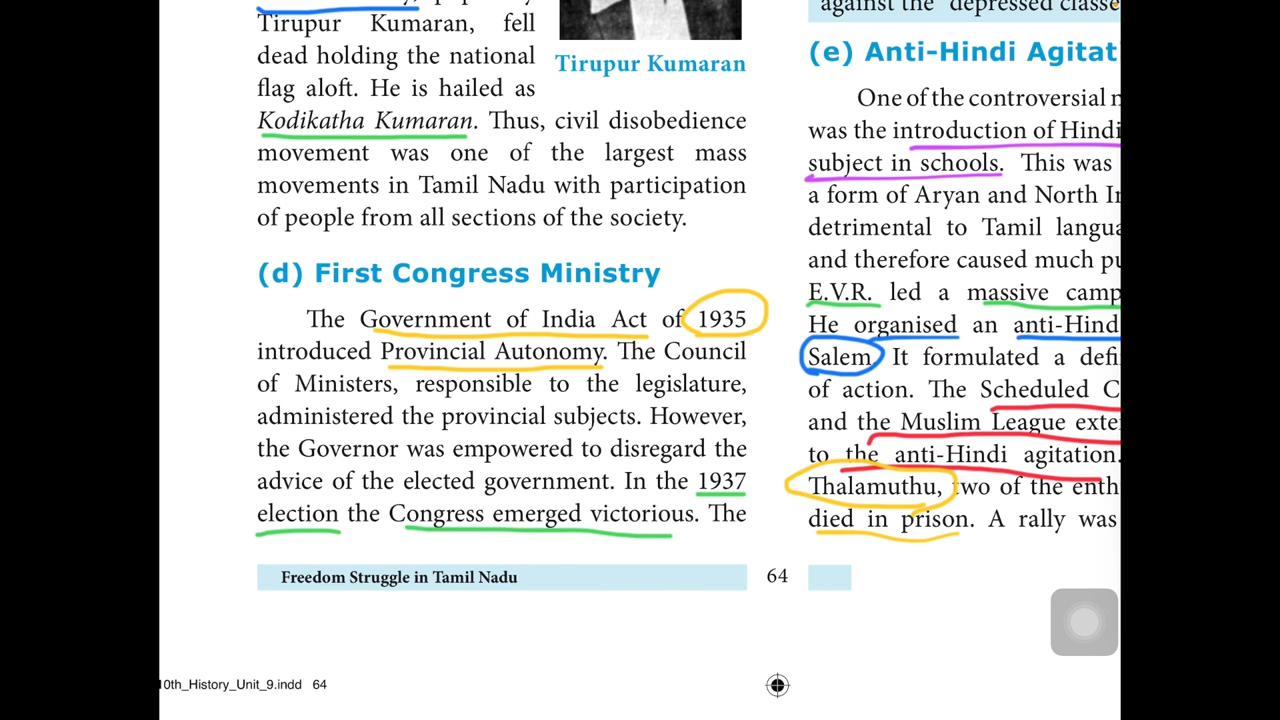 Tirupur Kumaran, fell
dead holding the national
flag aloft. He is hailed as
Kodikatha Kumaran. Thus, civil disobedience
movement was one of the largest mass
movements in Tamil Nadu with participation
of people from all sections of the society.
Tirupur Kumaran
(d) First Congress Ministry
The Government of India Act of 1935
introduced Provincial Autonomy. The Council
of Ministers, responsible to the legislature,
administered the provincial subjects. However,
the Governor was empowered to disregard the
advice of the elected government. In the 1937
election the Congress emerged victorious. The
Freedom Struggle in Tamil Nadu
64
against the "depressed classe
(e) Anti-Hindi Agitat
One of the controversial
was the introduction of Hindi
subject in schools. This was
a form of Aryan and North
detrimental to Tamil langua
and therefore caused much
E.V.R. led a massive camp
He organised an anti-Hind
Salem. It formulated a defi
of action. The Scheduled C
and the Muslim League exte
to the anti-Hindi agitation.
Thalamuthu, two of the enth
died in prison. A rally was
10th_History_Unit_9.indd 64